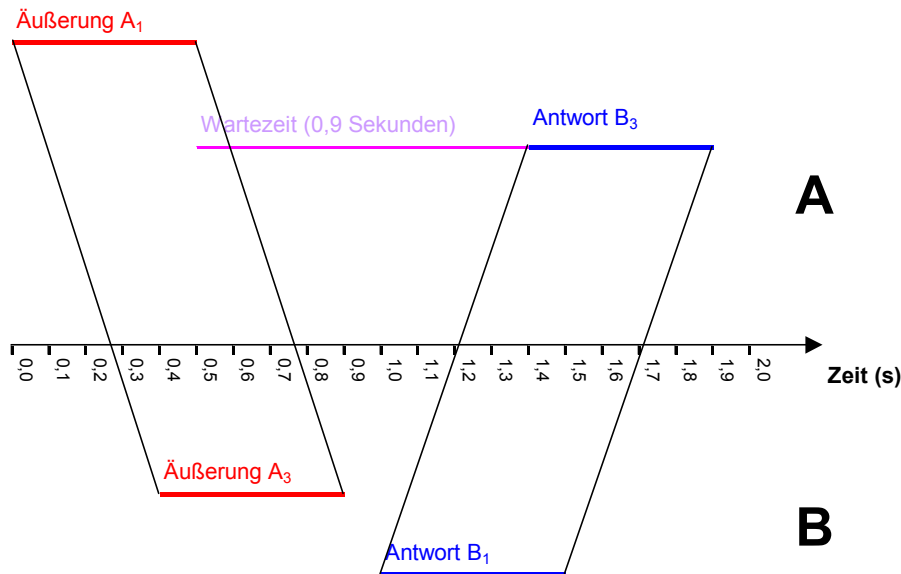 Äußerung A₁
Wartezeit (0,9 Sekunden)
Antwort B₃
A
0,0 0,1 0,2 0,3 0,4 0,5 0,6 0,7 0,8 0,9 1,0 1,1 1,2 1,3 1,4 1,5 1,6 1,7 1,8 1,9 2,0
Zeit (s)
Äußerung A₃
B
Antwort B₁